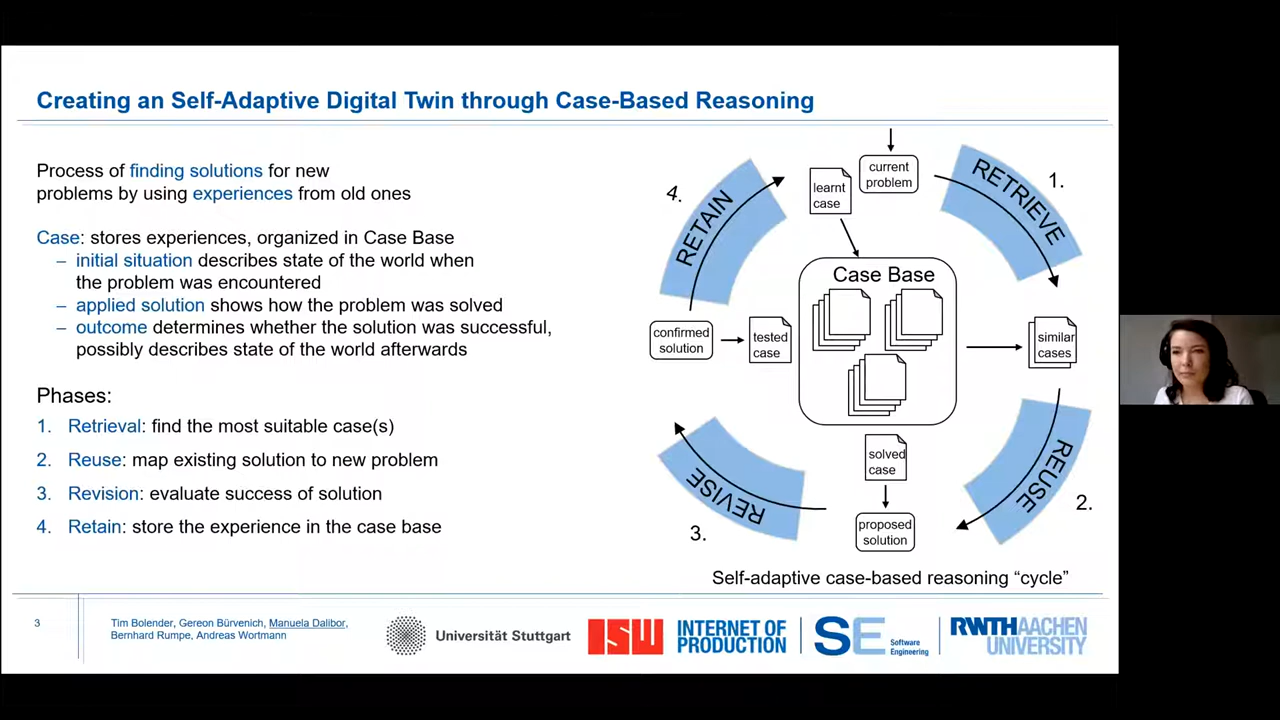 Creating an Self-Adaptive Digital Twin through Case-Based Reasoning
Process of finding solutions for new
problems by using experiences from old ones
Case: stores experiences, organized in Case Base
– initial situation describes state of the world when
the problem was encountered
– applied solution shows how the problem was solved
– outcome determines whether the solution was successful,
possibly describes state of the world afterwards
Phases:
1. Retrieval: find the most suitable case(s)
2. Reuse: map existing solution to new problem
3. Revision: evaluate success of solution
4. Retain: store the experience in the case base
current
problem
learnt
case
1.
RETRIEVE
4.
RETAIN
Case Base
confirmed
solution
tested
case
similar
cases
solved
case
proposed
solution
REUSE
2.
REVISE
3.
Self-adaptive case-based reasoning “cycle”
3
Tim Bolender, Gereon Bürvenich, Manuela Dalibor,
Bernhard Rumpe, Andreas Wortmann
Universität Stuttgart
ISW
INTERNET OF
PRODUCTION
SE
Software
Engineering
RWTHAACHEN
UNIVERSITY